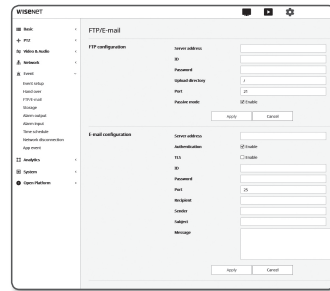 WISENET
Basic
PTZ
Video & Audio
Network
Event
Event setup
Hand over
FTP/E-mail
Storage
Alarm output
Alarm input
Time schedule
Network disconnection
App event
Analytics
System
Open Platform
FTP/E-mail
FTP configuration
Server address
ID
Password
Upload directory
/
Port
21
Passive mode
Enable
Apply
Cancel
E-mail configuration
Server address
Authentication
Enable
TLS
Enable
ID
Password
Port
25
Recipient
Sender
Subject
Message
Apply
Cancel